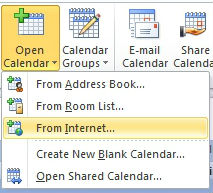 Open Calendar
Calendar Groups
E-mail Calendar
Share Calendar
From Address Book...
From Room List...
From Internet...
Create New Blank Calendar...
Open Shared Calendar...